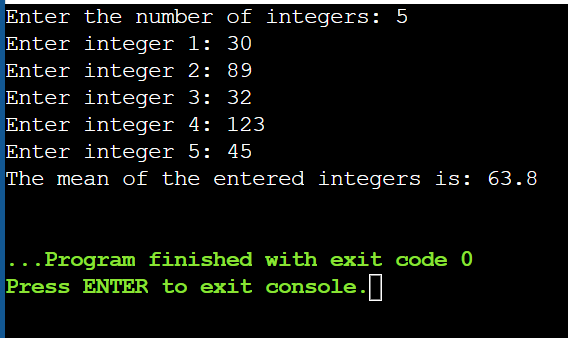 Enter the number of integers: 5
Enter integer 1: 30
Enter integer 2: 89
Enter integer 3: 32
Enter integer 4: 123
Enter integer 5: 45
The mean of the entered integers is: 63.8
...Program finished with exit code 0
Press ENTER to exit console.